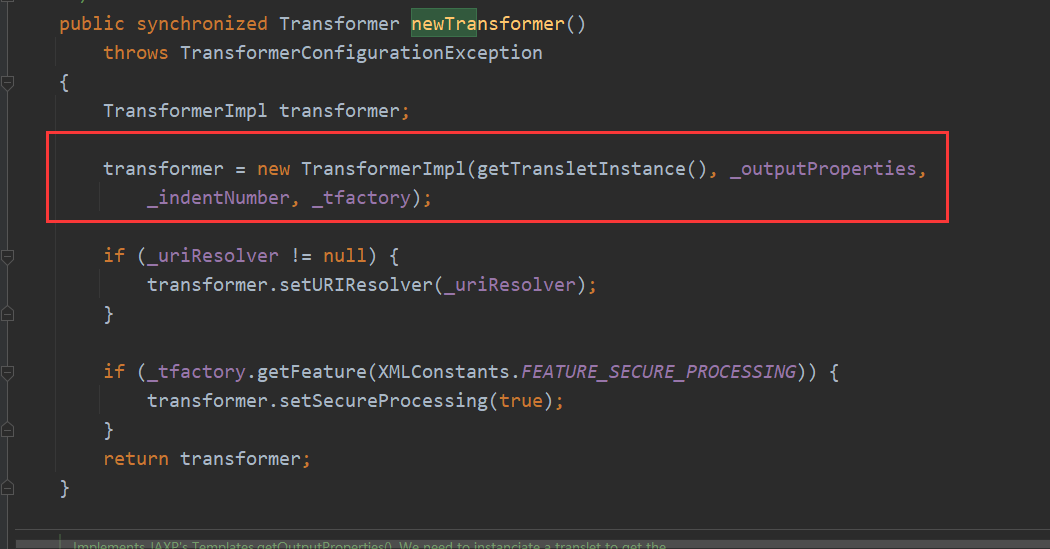 public synchronized Transformer newTransformer()
    throws TransformerConfigurationException
{
    TransformerImpl transformer;

    transformer = new TransformerImpl(getTransletInstance(), _outputProperties,
        _indentNumber, _tfactory);

    if (_uriResolver != null) {
        transformer.setURIResolver(_uriResolver);
    }

    if (_tfactory.getFeature(XMLConstants.FEATURE_SECURE_PROCESSING)) {
        transformer.setSecureProcessing(true);
    }
    return transformer;
}
Implements JAXP's Templates.getOutputProperties(). We need to instanciate a translet to get the